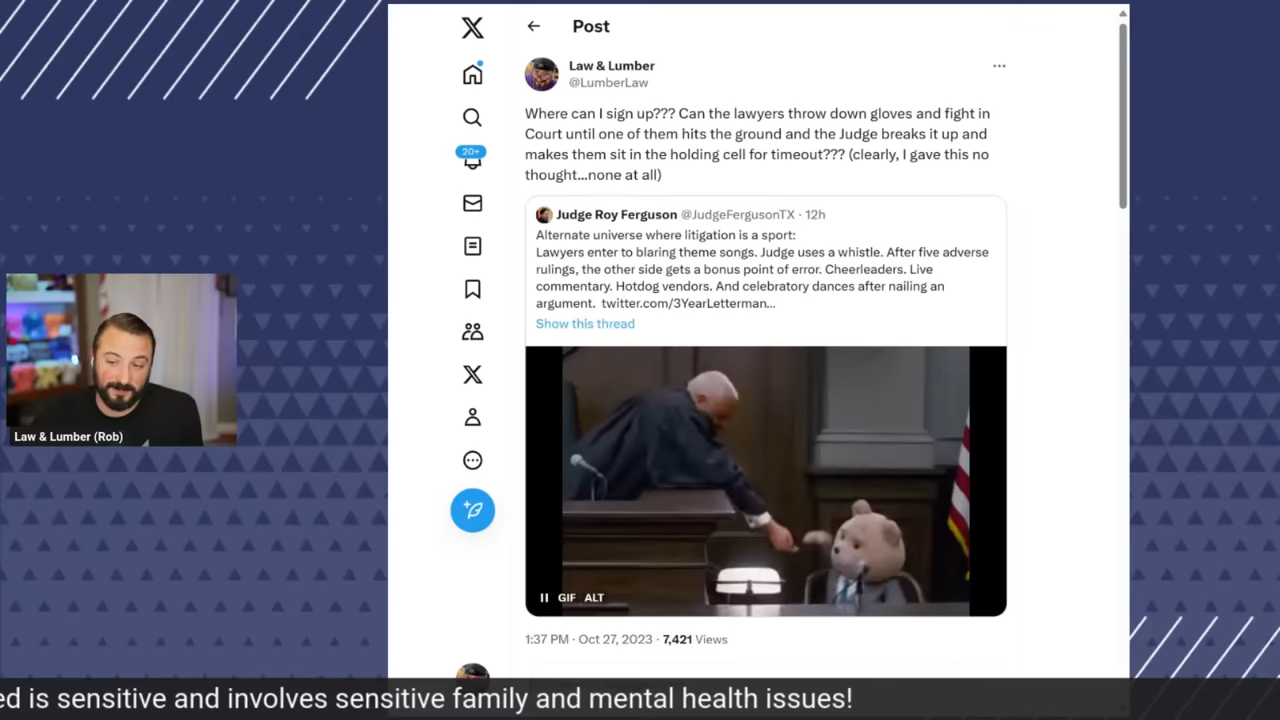 Post
Law & Lumber
@LumberLaw
Where can I sign up??? Can the lawyers throw down gloves and fight in
Court until one of them hits the ground and the Judge breaks it up and
makes them sit in the holding cell for timeout??? (clearly, I gave this no
thought...none at all)
20+
Judge Roy Ferguson @JudgeFergusonTX · 12h
Alternate universe where litigation is a sport:
Lawyers enter to blaring theme songs. Judge uses a whistle. After five adverse
rulings, the other side gets a bonus point of error. Cheerleaders. Live
commentary. Hotdog vendors. And celebratory dances after nailing an
argument. twitter.com/3YearLetterman...
Show this thread
Law & Lumber (Rob)
GIF ALT
1:37 PM · Oct 27, 2023 · 7,421 Views
ed is sensitive and involves sensitive family and mental health issues!